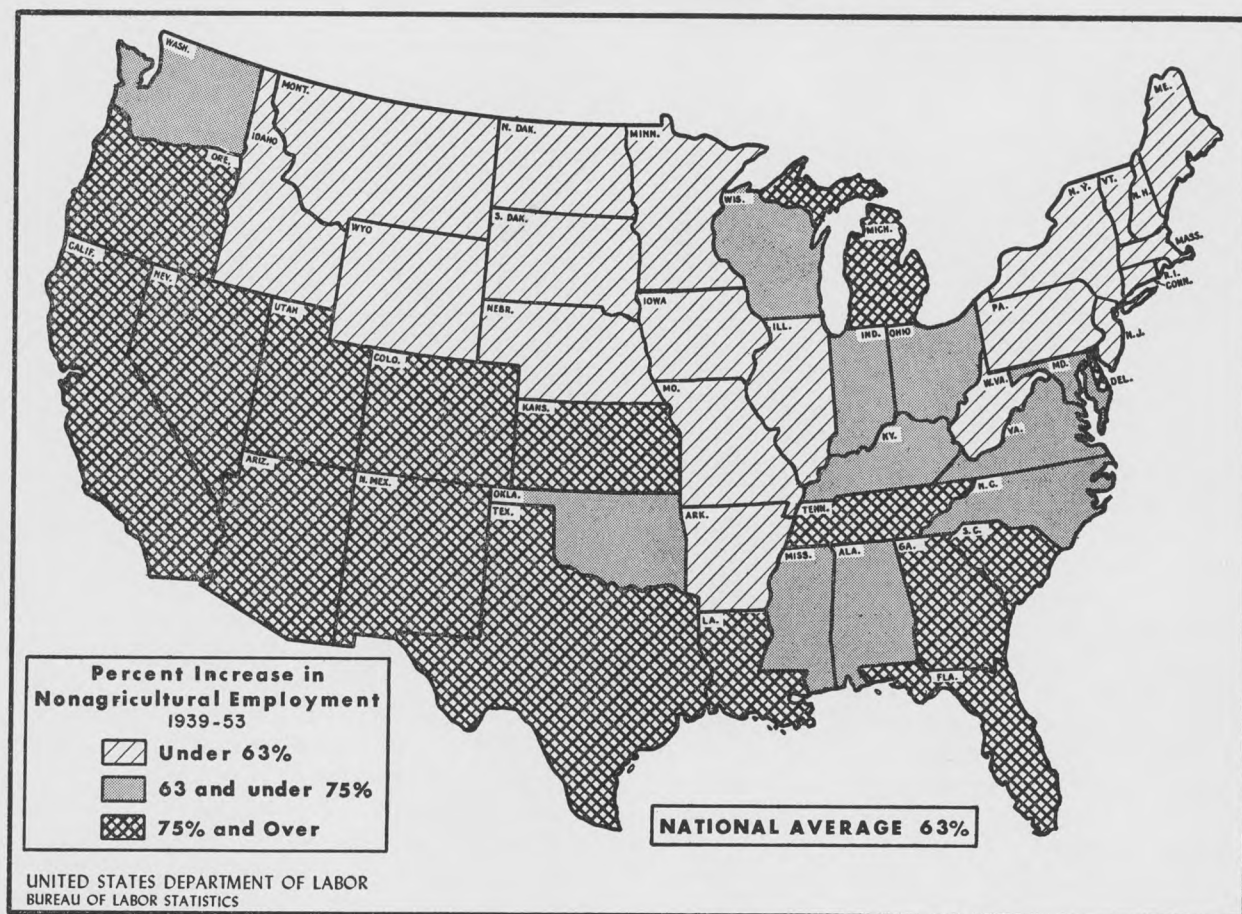 WASH.
MONT.
IDAHO
ORE.
N. DAK.
MINN.
S. DAK.
WYO
WIS.
MICH.
ME.
N.Y.
VT.
N.H.
MASS.
R.I.
CONN.
CALIF.
NEV.
UTAH
NEBR.
IOWA
ILL.
IND.
OHIO
PA.
N.J.
COLO.
KANS.
MO.
KY.
W.VA.
MD.
DEL.
VA.
ARIZ.
N. MEX.
OKLA.
TEX.
ARK.
TENN.
N.C.
S.C.
MISS.
ALA.
GA.
LA.
FLA.
Percent Increase in
Nonagricultural Employment
1939-53
Under 63%
63 and under 75%
75% and Over
NATIONAL AVERAGE 63%
UNITED STATES DEPARTMENT OF LABOR
BUREAU OF LABOR STATISTICS